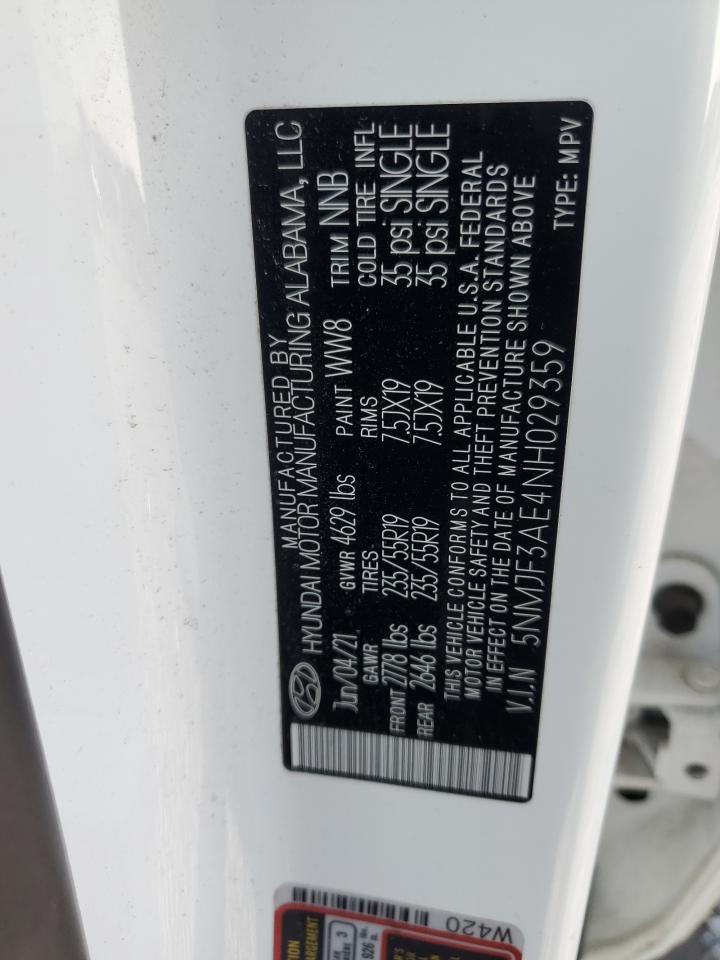 MANUFACTURED BY
HYUNDAI MOTOR MANUFACTURING ALABAMA, LLC
Jun/04/21 GVWR 4629 lbs PAINT WW8 TRIM NNB
GAWR TIRES RIMS COLD TIRE. INFL
FRONT 2778 lbs 235/55R19 7.5JX19 35 psi SINGLE
REAR 2646 lbs 235/55R19 7.5JX19 35 psi SINGLE
THIS VEHICLE CONFORMS TO ALL APPLICABLE U.S.A. FEDERAL
MOTOR VEHICLE SAFETY AND THEFT PREVENTION STANDARDS
IN EFFECT ON THE DATE OF MANUFACTURE SHOWN ABOVE
V.I.N 5NMJF3AE4NH029359 TYPE: MPV
W420
3
926